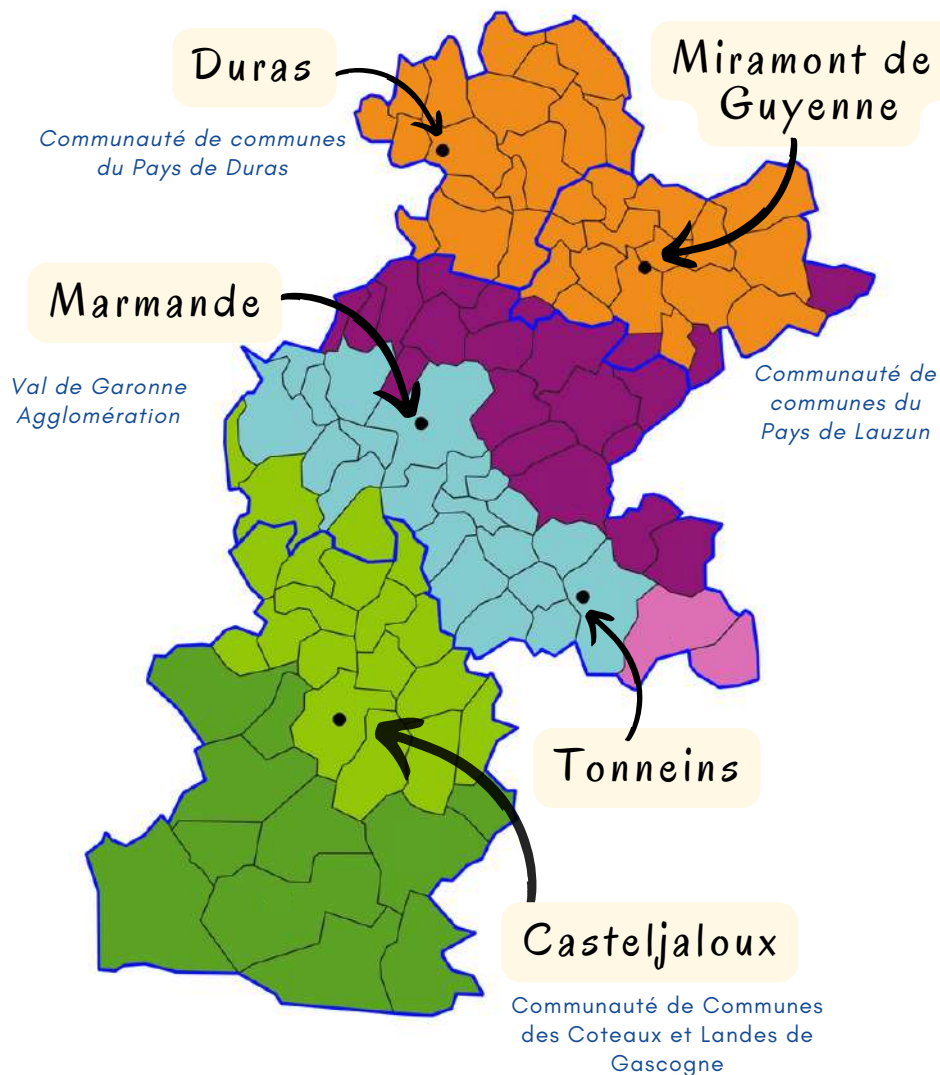 Duras
Communauté de communes
du Pays de Duras
Miramont de
Guyenne
Marmande
Val de Garonne
Agglomération
Communauté de
communes du
Pays de Lauzun
Tonneins
Casteljaloux
Communauté de Communes
des Coteaux et Landes de
Gascogne